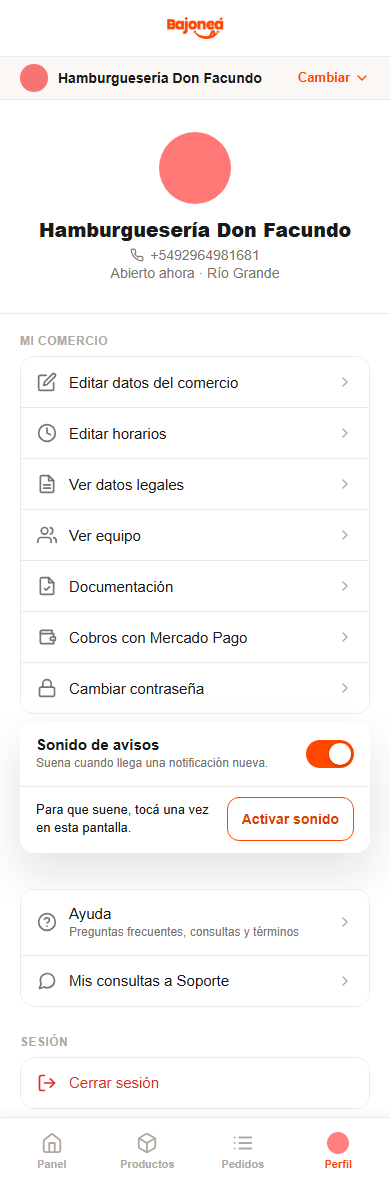 Bajoneá
Hamburguesería Don Facundo
Cambiar
Hamburguesería Don Facundo
+5492964981681
Abierto ahora · Río Grande
MI COMERCIO
Editar datos del comercio
Editar horarios
Ver datos legales
Ver equipo
Documentación
Cobros con Mercado Pago
Cambiar contraseña
Sonido de avisos
Suena cuando llega una notificación nueva.
Para que suene, tocá una vez
en esta pantalla.
Activar sonido
Ayuda
Preguntas frecuentes, consultas y términos
Mis consultas a Soporte
SESIÓN
Cerrar sesión
Panel
Productos
Pedidos
Perfil